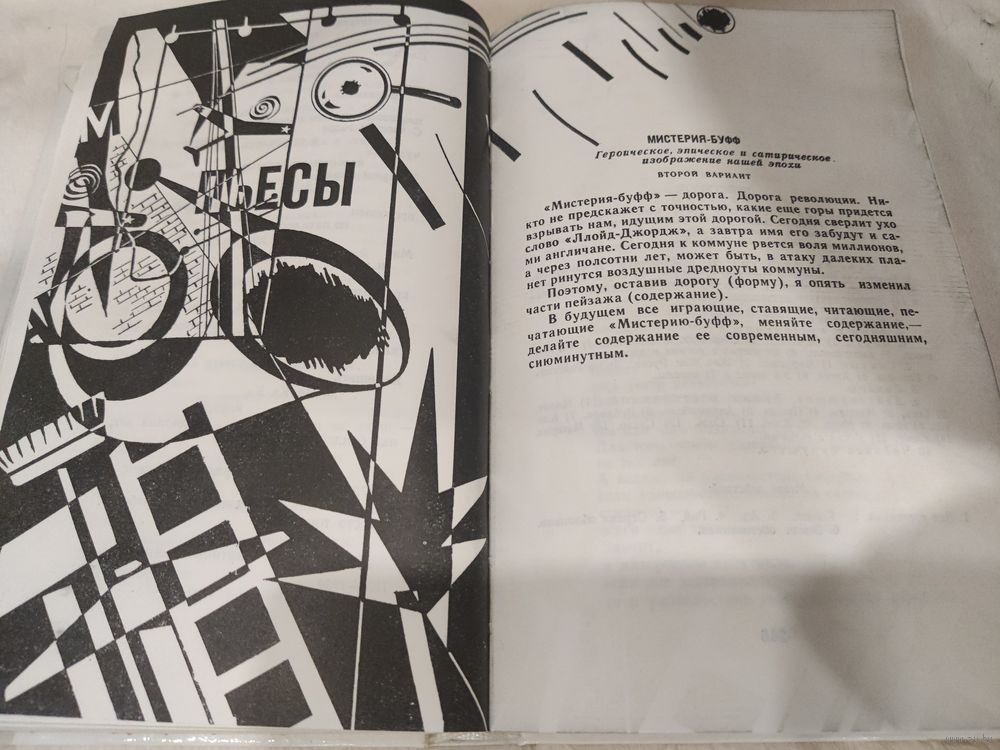 М
ПЬЕСЫ
МИСТЕРИЯ-БУФФ
Героическое, эпическое и сатирическое
изображение нашей эпохи
ВТОРОЙ ВАРИАНТ
«Мистерия-буфф» — дорога. Дорога революции. Ни-
кто не предскажет с точностью, какие еще горы придется
взрывать нам, идущим этой дорогой. Сегодня сверлит ухо
слово «Ллойд-Джордж», а завтра имя его забудут и са-
ми англичане. Сегодня к коммуне рвется воля миллионов,
а через полсотни лет, может быть, в атаку далеких пла-
нет ринутся воздушные дредноуты коммуны.
Поэтому, оставив дорогу (форму), я опять изменил
части пейзажа (содержание).
В будущем все играющие, ставящие, читающие, пе-
чатающие «Мистерию-буфф», меняйте содержание,—
делайте содержание ее современным, сегодняшним,
сиюминутным.